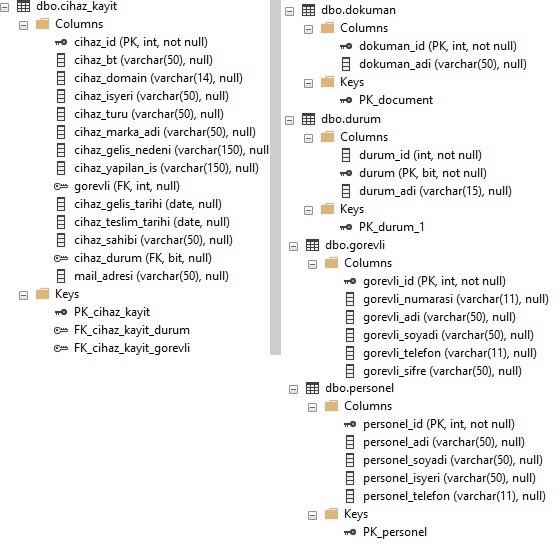 dbo.cihaz_kayit
Columns
cihaz_id (PK, int, not null)
cihaz_bt (varchar(50), null)
cihaz_domain (varchar(14), null)
cihaz_isyeri (varchar(50), null)
cihaz_turu (varchar(50), null)
cihaz_marka_adi (varchar(50), null)
cihaz_gelis_nedeni (varchar(150), null)
cihaz_yapilan_is (varchar(150), null)
gorevli (FK, int, null)
cihaz_gelis_tarihi (date, null)
cihaz_teslim_tarihi (date, null)
cihaz_sahibi (varchar(50), null)
cihaz_durum (FK, bit, null)
mail_adresi (varchar(50), null)
Keys
PK_cihaz_kayit
FK_cihaz_kayit_durum
FK_cihaz_kayit_gorevli
dbo.dokuman
Columns
dokuman_id (PK, int, not null)
dokuman_adi (varchar(50), null)
Keys
PK_document
dbo.durum
Columns
durum_id (int, not null)
durum (PK, bit, not null)
durum_adi (varchar(15), null)
Keys
PK_durum_1
dbo.gorevli
Columns
gorevli_id (PK, int, not null)
gorevli_numarasi (varchar(11), null)
gorevli_adi (varchar(50), null)
gorevli_soyadi (varchar(50), null)
gorevli_telefon (varchar(11), null)
gorevli_sifre (varchar(50), null)
dbo.personel
Columns
personel_id (PK, int, not null)
personel_adi (varchar(50), null)
personel_soyadi (varchar(50), null)
personel_isyeri (varchar(50), null)
personel_telefon (varchar(11), null)
Keys
PK_personel